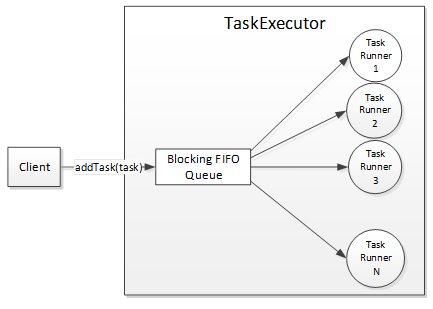 TaskExecutor
Task
Runner
1
Task
Runner
2
Client
addTask(task)
Blocking FIFO
Queue
Task
Runner
3
Task
Runner
N